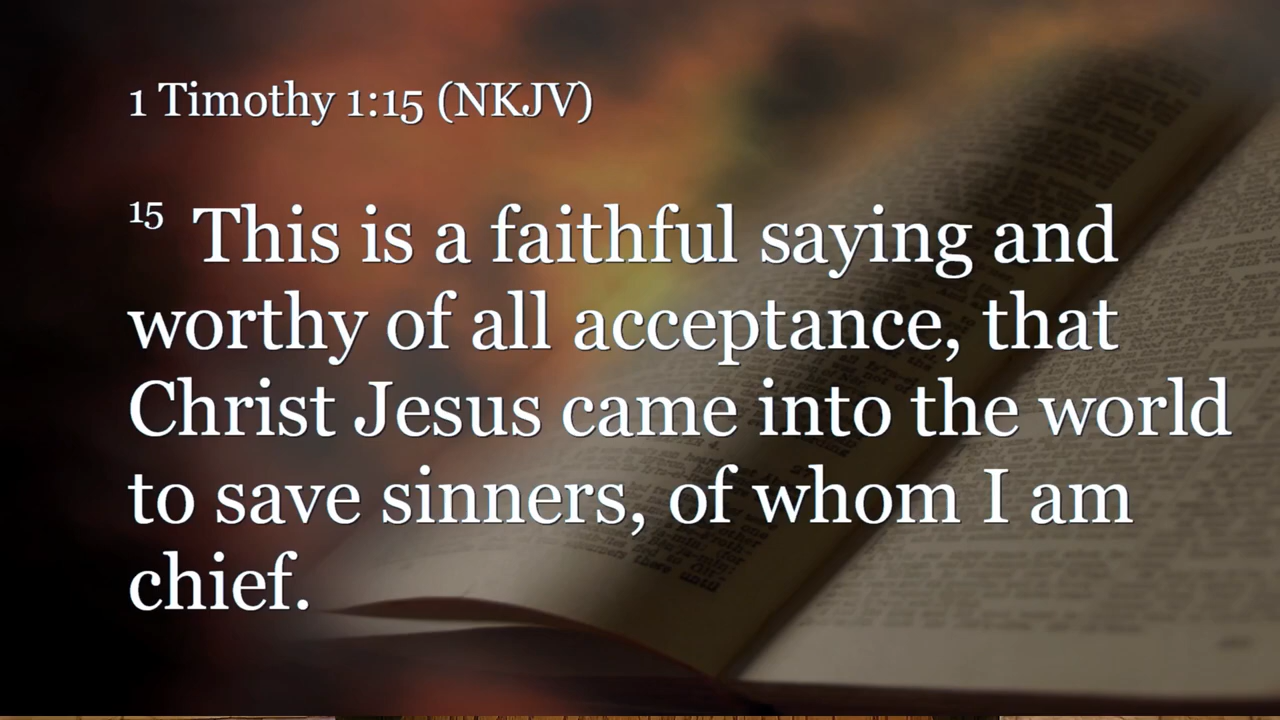 1 Timothy 1:15 (NKJV)
15 This is a faithful saying and
worthy of all acceptance, that
Christ Jesus came into the world
to save sinners, of whom I am
chief.